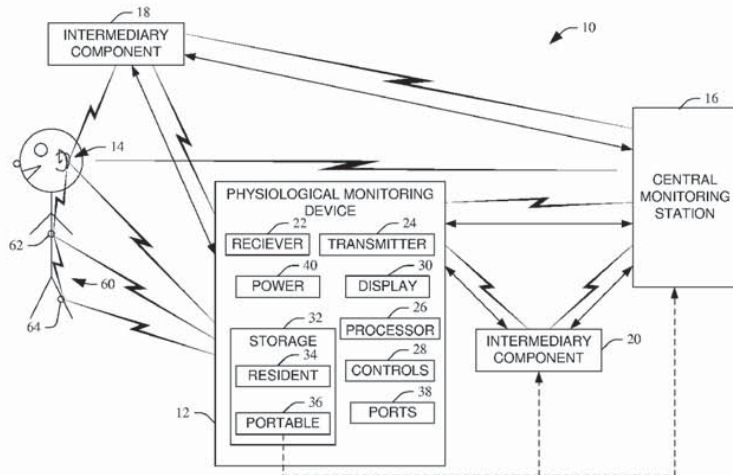 18
INTERMEDIARY
COMPONENT
10
16
14
CENTRAL
MONITORING
STATION
PHYSIOLOGICAL MONITORING
DEVICE
22
24
RECIEVER
TRANSMITTER
62
40
30
POWER
DISPLAY
60
32
26
STORAGE
PROCESSOR
64
34
28
RESIDENT
CONTROLS
INTERMEDIARY
COMPONENT
20
36
38
12
PORTABLE
PORTS